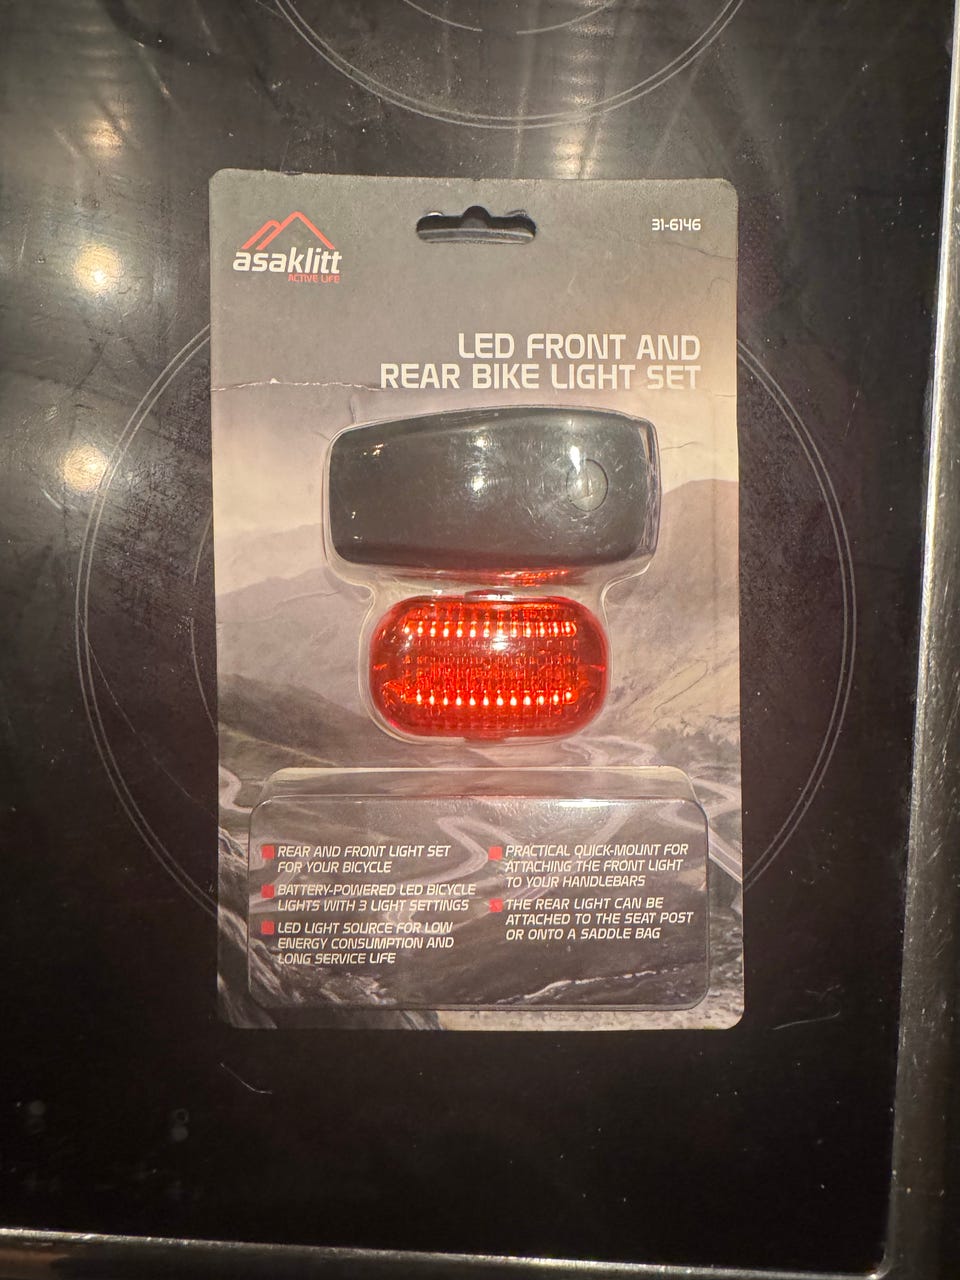 asaklitt
ACTIVE LIFE
31-6146
LED FRONT AND
REAR BIKE LIGHT SET
REAR AND FRONT LIGHT SET
FOR YOUR BICYCLE
BATTERY-POWERED LED BICYCLE
LIGHTS WITH 3 LIGHT SETTINGS
LED LIGHT SOURCE FOR LOW
ENERGY CONSUMPTION AND
LONG SERVICE LIFE
PRACTICAL QUICK-MOUNT FOR
ATTACHING THE FRONT LIGHT
TO YOUR HANDLEBARS
THE REAR LIGHT CAN BE
ATTACHED TO THE SEAT POST
OR ONTO A SADDLE BAG